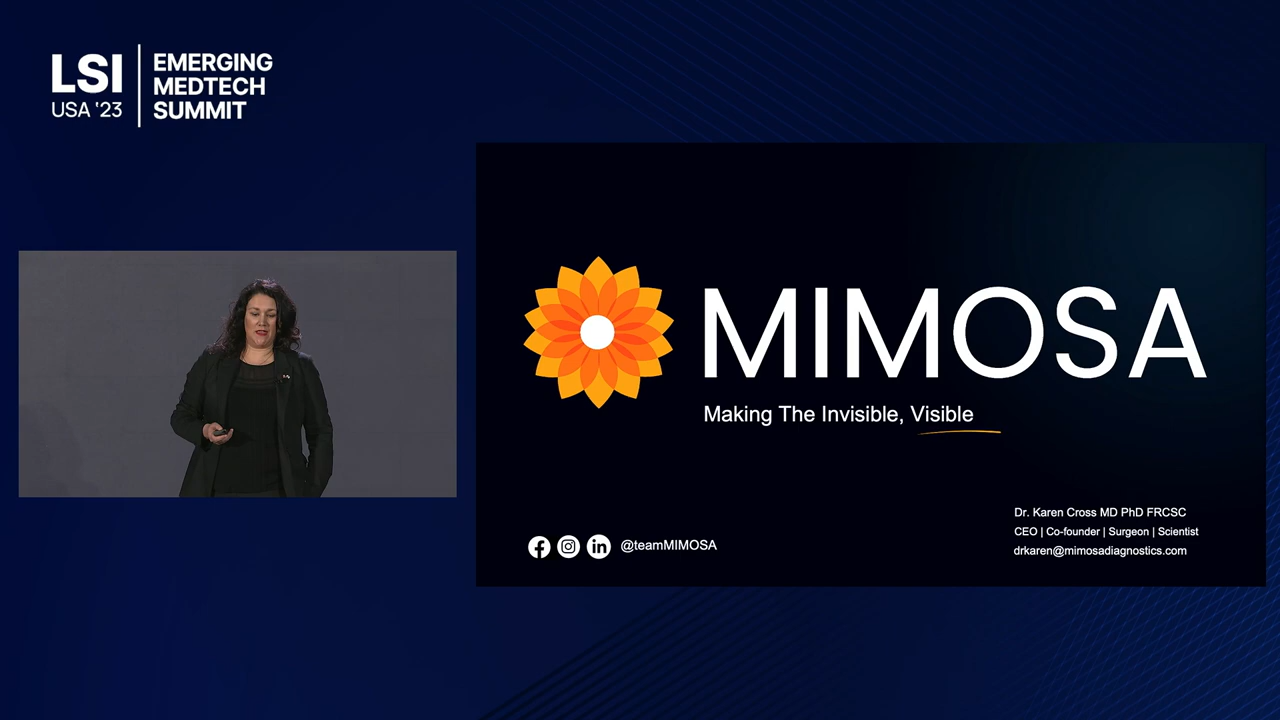 LSI
USA '23
EMERGING
MEDTECH
SUMMIT
MIMOSA
Making The Invisible, Visible
@teamMIMOSA
Dr. Karen Cross MD PhD FRCSC
CEO | Co-founder | Surgeon | Scientist
drkaren@mimosadiagnostics.com